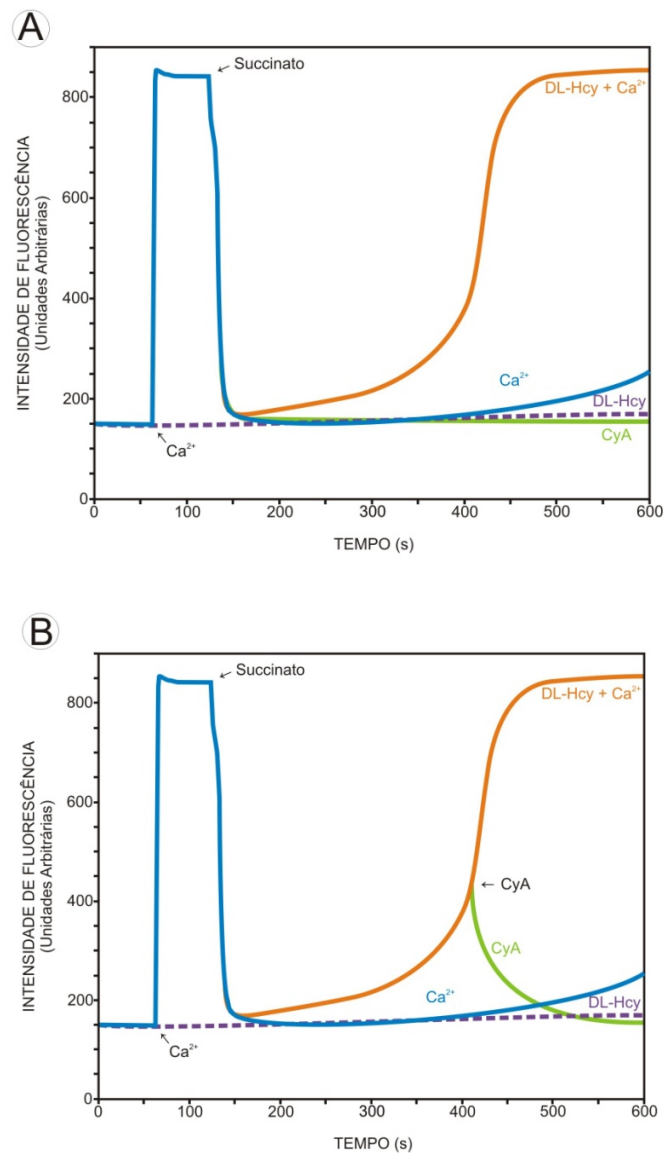 A
INTENSIDADE DE FLUORESCÊNCIA
(Unidades Arbitrárias)
800
600
400
200
0
Succinato
DL-Hcy + Ca²⁺
Ca²⁺
DL-Hcy
CyA
Ca²⁺
0 100 200 300 400 500 600
TEMPO (s)
B
INTENSIDADE DE FLUORESCÊNCIA
(Unidades Arbitrárias)
800
600
400
200
0
Succinato
DL-Hcy + Ca²⁺
CyA
CyA
Ca²⁺
DL-Hcy
Ca²⁺
0 100 200 300 400 500 600
TEMPO (s)